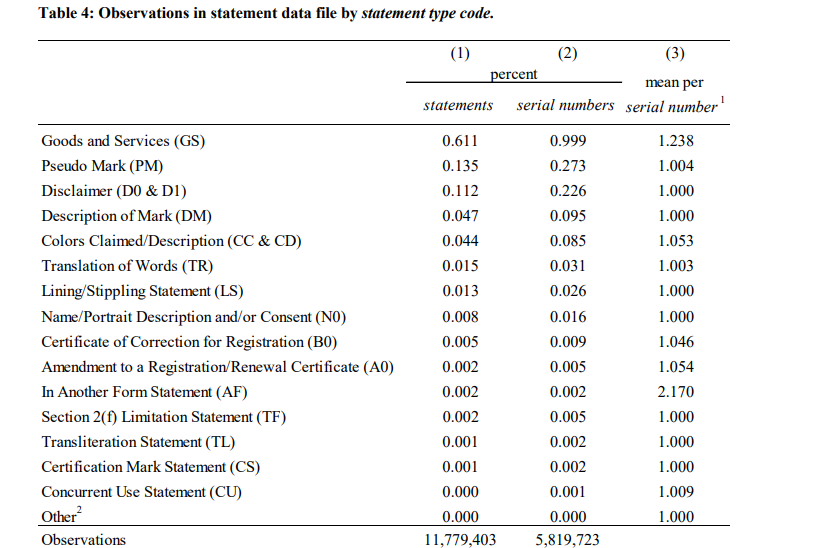 Table 4: Observations in statement data file by statement type code.
(1) (2) (3)
percent mean per
statements serial numbers serial number1
Goods and Services (GS) 0.611 0.999 1.238
Pseudo Mark (PM) 0.135 0.273 1.004
Disclaimer (D0 & D1) 0.112 0.226 1.000
Description of Mark (DM) 0.047 0.095 1.000
Colors Claimed/Description (CC & CD) 0.044 0.085 1.053
Translation of Words (TR) 0.015 0.031 1.003
Lining/Stippling Statement (LS) 0.013 0.026 1.000
Name/Portrait Description and/or Consent (N0) 0.008 0.016 1.000
Certificate of Correction for Registration (B0) 0.005 0.009 1.046
Amendment to a Registration/Renewal Certificate (A0) 0.002 0.005 1.054
In Another Form Statement (AF) 0.002 0.002 2.170
Section 2(f) Limitation Statement (TF) 0.002 0.005 1.000
Transliteration Statement (TL) 0.001 0.002 1.000
Certification Mark Statement (CS) 0.001 0.002 1.000
Concurrent Use Statement (CU) 0.000 0.001 1.009
Other2 0.000 0.000 1.000
Observations 11,779,403 5,819,723